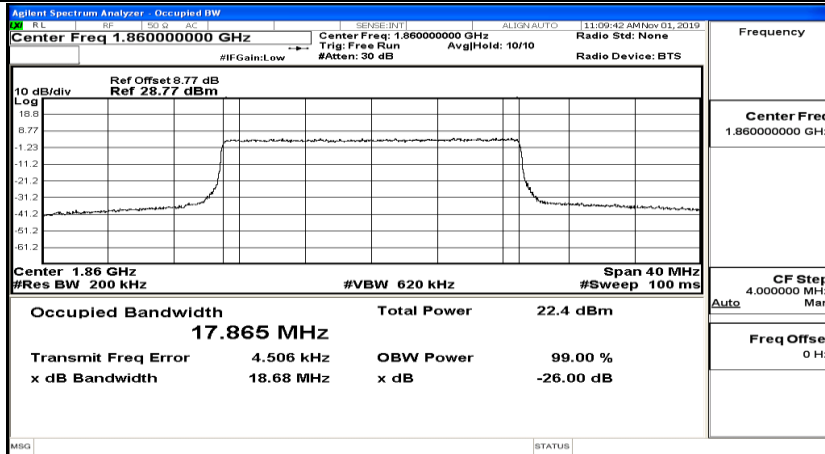 Agilent Spectrum Analyzer - Occupied BW
LXI RL RF 50 Ω AC SENSE:INT ALIGN AUTO 11:09:42 AM Nov 01, 2019
Center Freq 1.860000000 GHz
Center Freq: 1.860000000 GHz
Radio Std: None
Trig: Free Run Avg|Hold: 10/10
#IFGain:Low #Atten: 30 dB Radio Device: BTS
Ref Offset 8.77 dB
10 dB/div Ref 28.77 dBm
Log
18.8
8.77
-1.23
-11.2
-21.2
-31.2
-41.2
-51.2
-61.2
Center 1.86 GHz Span 40 MHz
#Res BW 200 kHz #VBW 620 kHz #Sweep 100 ms
Occupied Bandwidth Total Power 22.4 dBm
17.865 MHz
Transmit Freq Error 4.506 kHz OBW Power 99.00 %
x dB Bandwidth 18.68 MHz x dB -26.00 dB
MSG STATUS
Frequency
Center Freq
1.860000000 GH
CF Step
4.000000 MH
Auto Man
Freq Offse
0 H